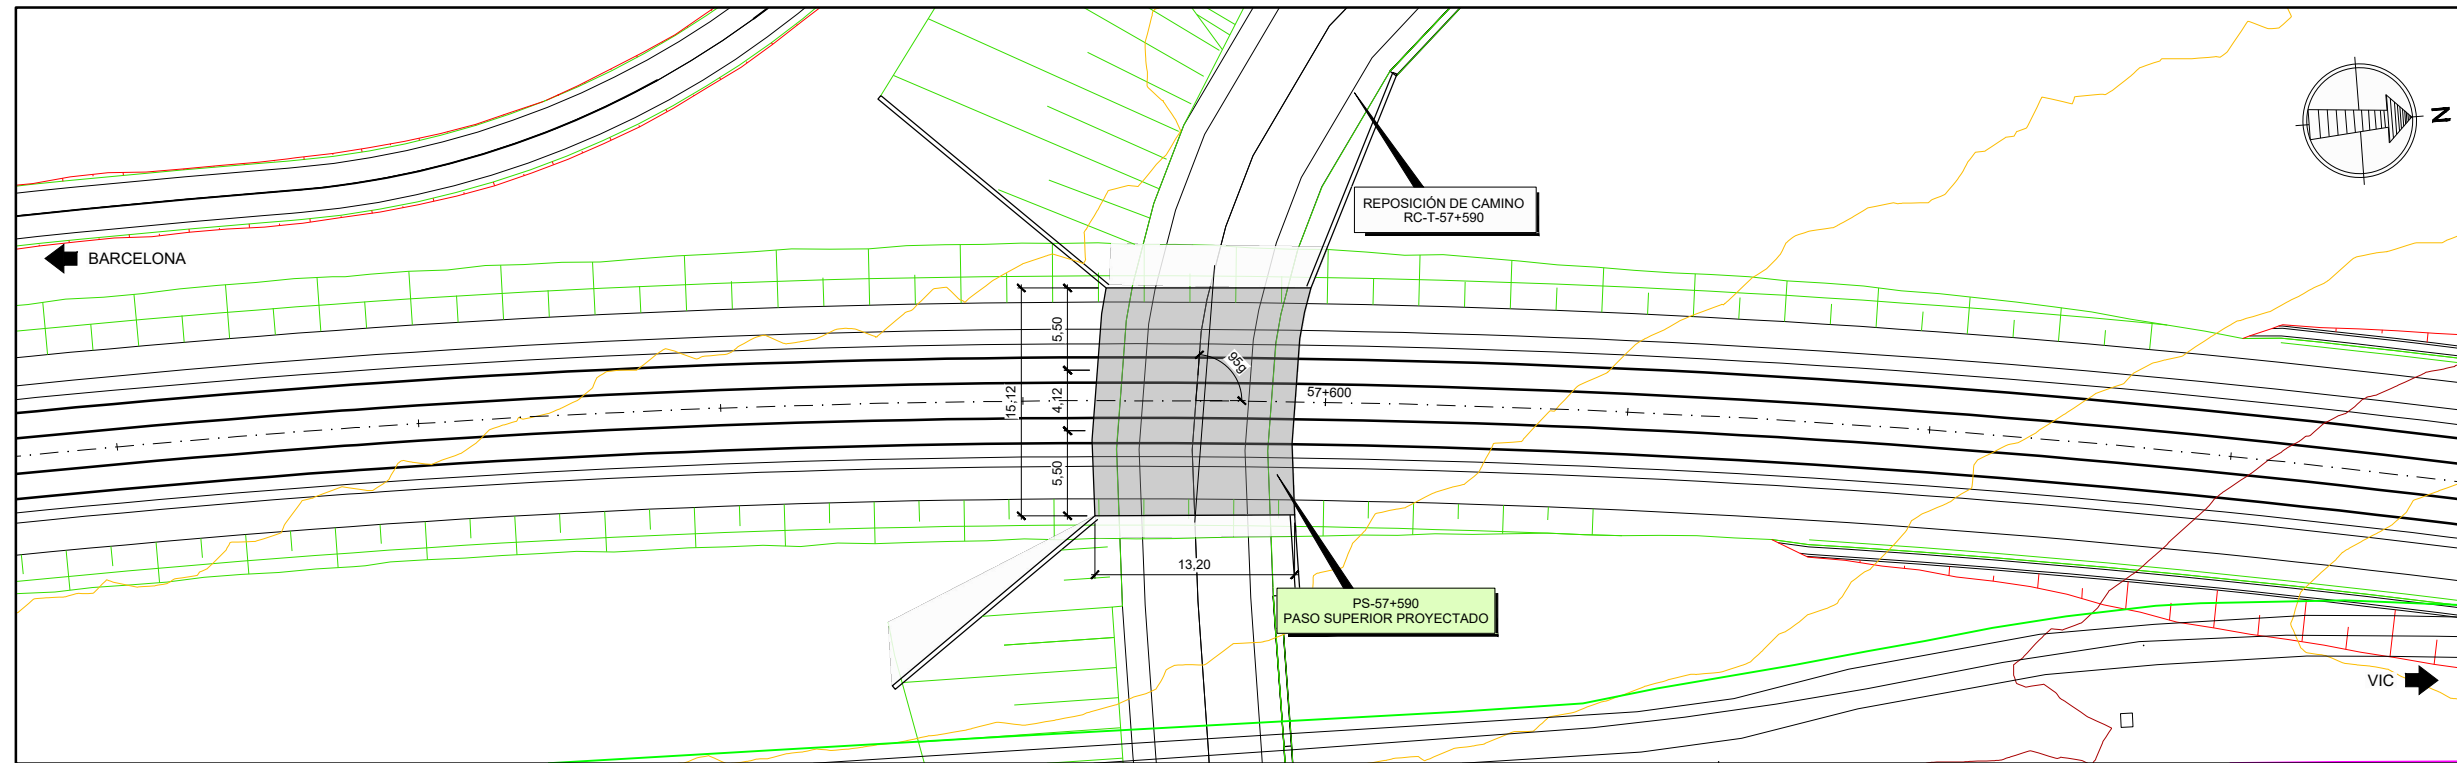 N
REPOSICIÓN DE CAMINO
RC-T-57+590
BARCELONA
5,50
95g
15,12
4,12
57+600
5,50
13,20
PS-57+590
PASO SUPERIOR PROYECTADO
VIC